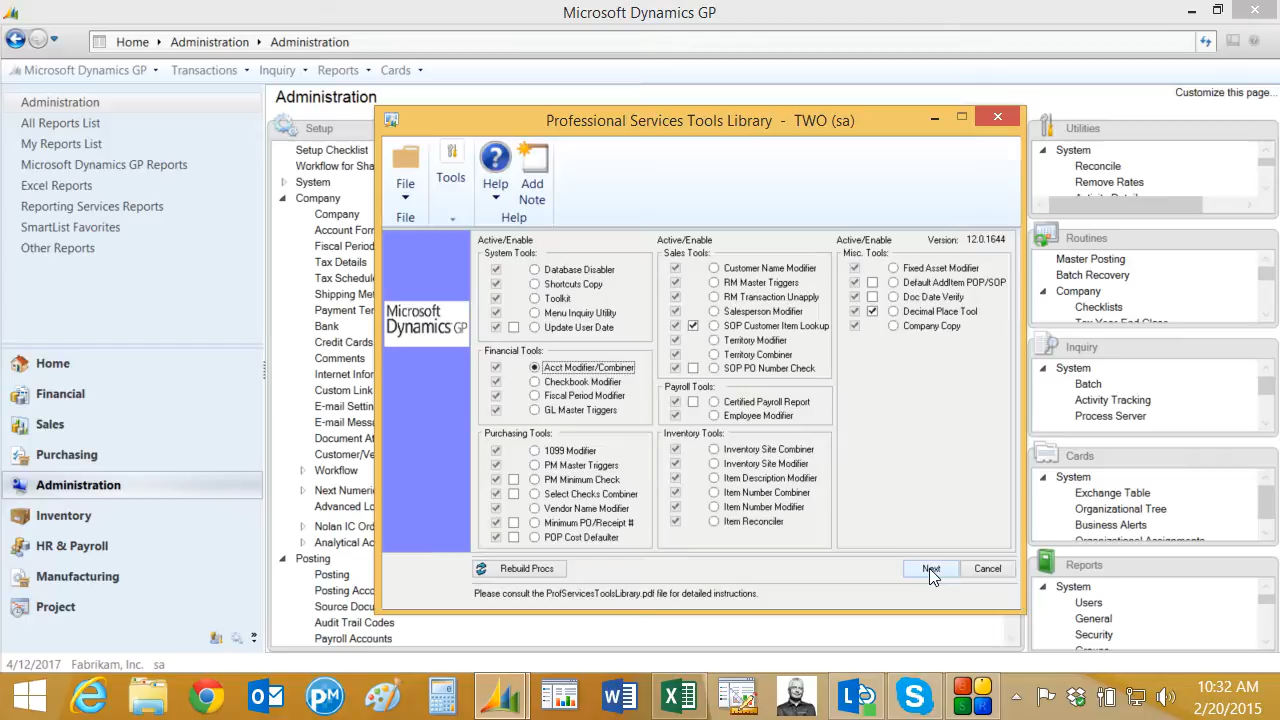 Microsoft Dynamics GP
Home
Administration
Administration
Microsoft Dynamics GP
Transactions
Inquiry
Reports
Cards
Administration
All Reports List
My Reports List
Microsoft Dynamics GP Reports
Excel Reports
Reporting Services Reports
SmartList Favorites
Other Reports
Home
Financial
Sales
Purchasing
Administration
Inventory
HR & Payroll
Manufacturing
Project
Administration
Customize this page...
Setup
Setup Checklist
Workflow for Sha
System
Company
Company
Account Form
Fiscal Period
Tax Details
Tax Schedul
Shipping Met
Payment Ter
Bank
Credit Cards
Comments
Internet Infor
Custom Link
E-mail Settin
E-mail Messa
Document At
Customer/Ve
Workflow
Next Numeric
Advanced Lo
Nolan IC Ord
Analytical Ac
Posting
Posting
Posting Acco
Source Docu
Audit Trail Codes
Payroll Accounts
Professional Services Tools Library - TWO (sa)
File
Tools
Help
Add
Note
File
Help
Active/Enable
System Tools:
Database Disabler
Shortcuts Copy
Toolkit
Menu Inquiry Utility
Update User Date
Financial Tools:
Acct Modifier/Combiner
Checkbook Modifier
Fiscal Period Modifier
GL Master Triggers
Purchasing Tools:
1099 Modifier
PM Master Triggers
PM Minimum Check
Select Checks Combiner
Vendor Name Modifier
Minimum PO/Receipt #
POP Cost Defaulter
Active/Enable
Sales Tools:
Customer Name Modifier
RM Master Triggers
RM Transaction Unapply
Salesperson Modifier
SOP Customer Item Lookup
Territory Modifier
Territory Combiner
SOP PO Number Check
Payroll Tools:
Certified Payroll Report
Employee Modifier
Inventory Tools:
Inventory Site Combiner
Inventory Site Modifier
Item Description Modifier
Item Number Combiner
Item Number Modifier
Item Reconciler
Active/Enable
Version: 12.0.1644
Misc. Tools:
Fixed Asset Modifier
Default AddItem POP/SOP
Doc Date Verify
Decimal Place Tool
Company Copy
Microsoft
Dynamics GP
Rebuild Procs
Next
Cancel
Please consult the ProfServicesToolsLibrary.pdf file for detailed instructions.
Utilities
System
Reconcile
Remove Rates
Routines
Master Posting
Batch Recovery
Company
Checklists
Inquiry
System
Batch
Activity Tracking
Process Server
Cards
System
Exchange Table
Organizational Tree
Business Alerts
Reports
System
Users
General
Security
4/12/2017 Fabrikam, Inc. sa
10:32 AM
2/20/2015